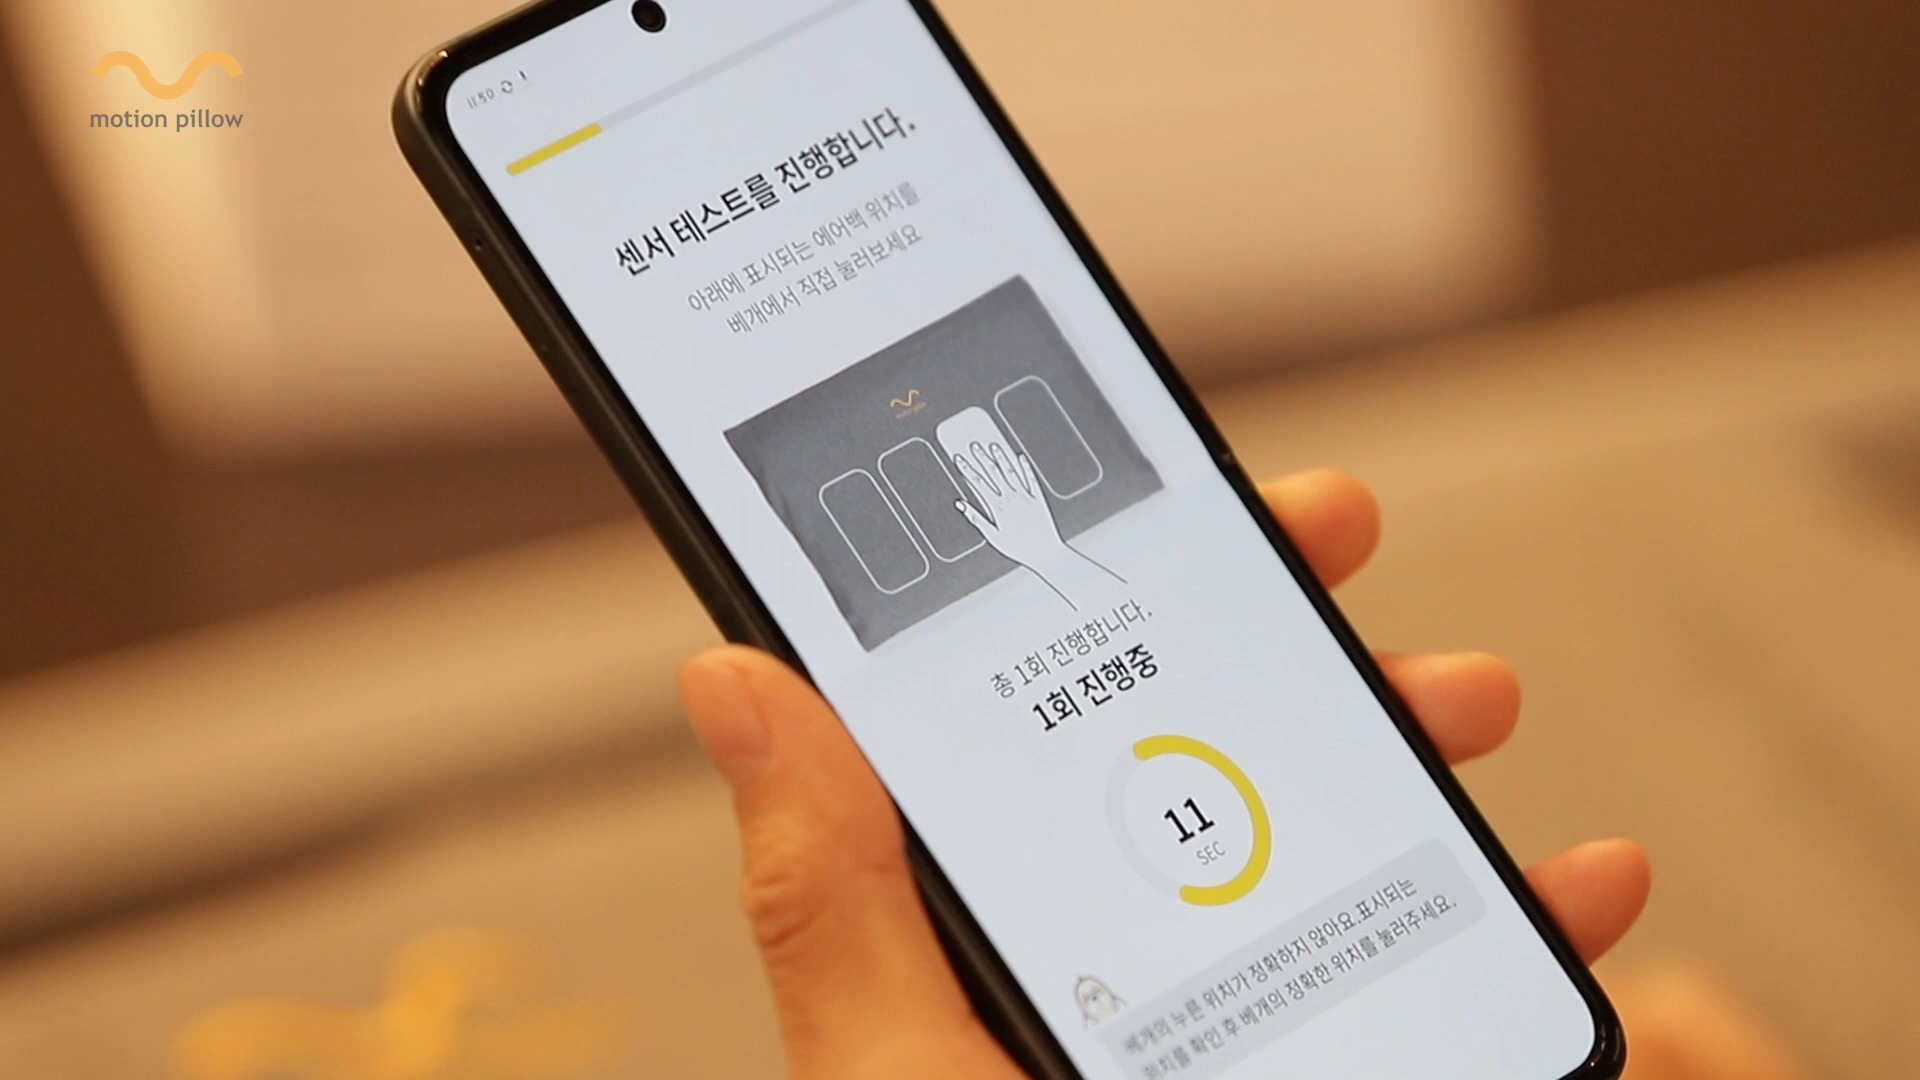 motion pillow
11:50
센서 테스트를 진행합니다.
아래에 표시되는 에어백 위치를
베개에서 직접 눌러보세요
총 1회 진행합니다.
1회 진행중
11
SEC
베개의 누른 위치가 정확하지 않아요.표시되는
위치를 확인 후 베개의 정확한 위치를 눌러주세요.